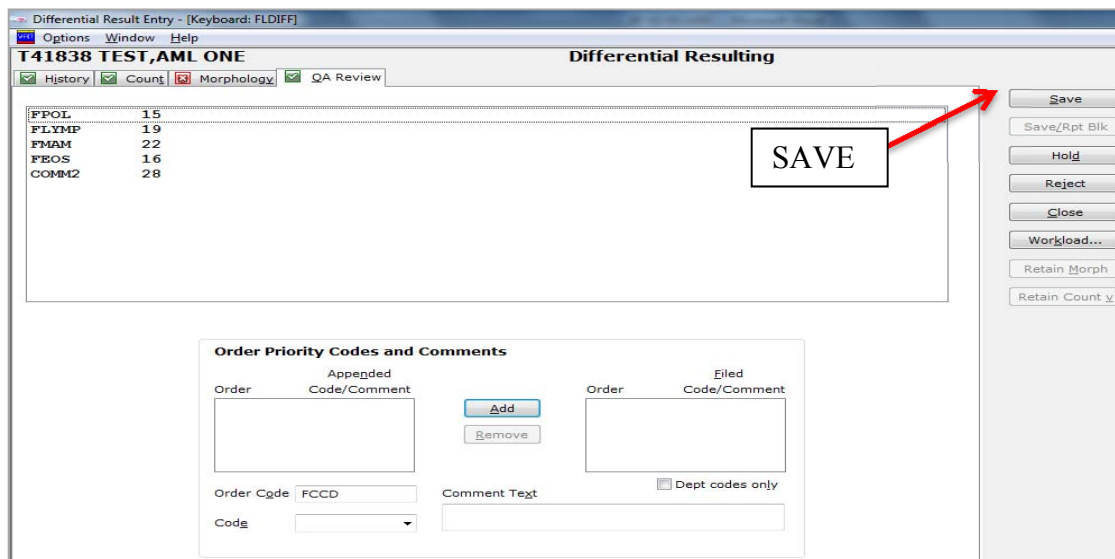 Differential Result Entry - [Keyboard: FLDIFF]
Options Window Help
T41838 TEST,AML ONE Differential Resulting
History Count Morphology QA Review
FPOL 15
FLYMP 19
FMAM 22
FEOS 16
COMM2 28
SAVE
Save
Save/Rpt Blk
Hold
Reject
Close
Workload...
Retain Morph
Retain Count v
Order Priority Codes and Comments
Appended Filed
Order Code/Comment Order Code/Comment
Add
Remove
Dept codes only
Order Code FCCD Comment Text
Code